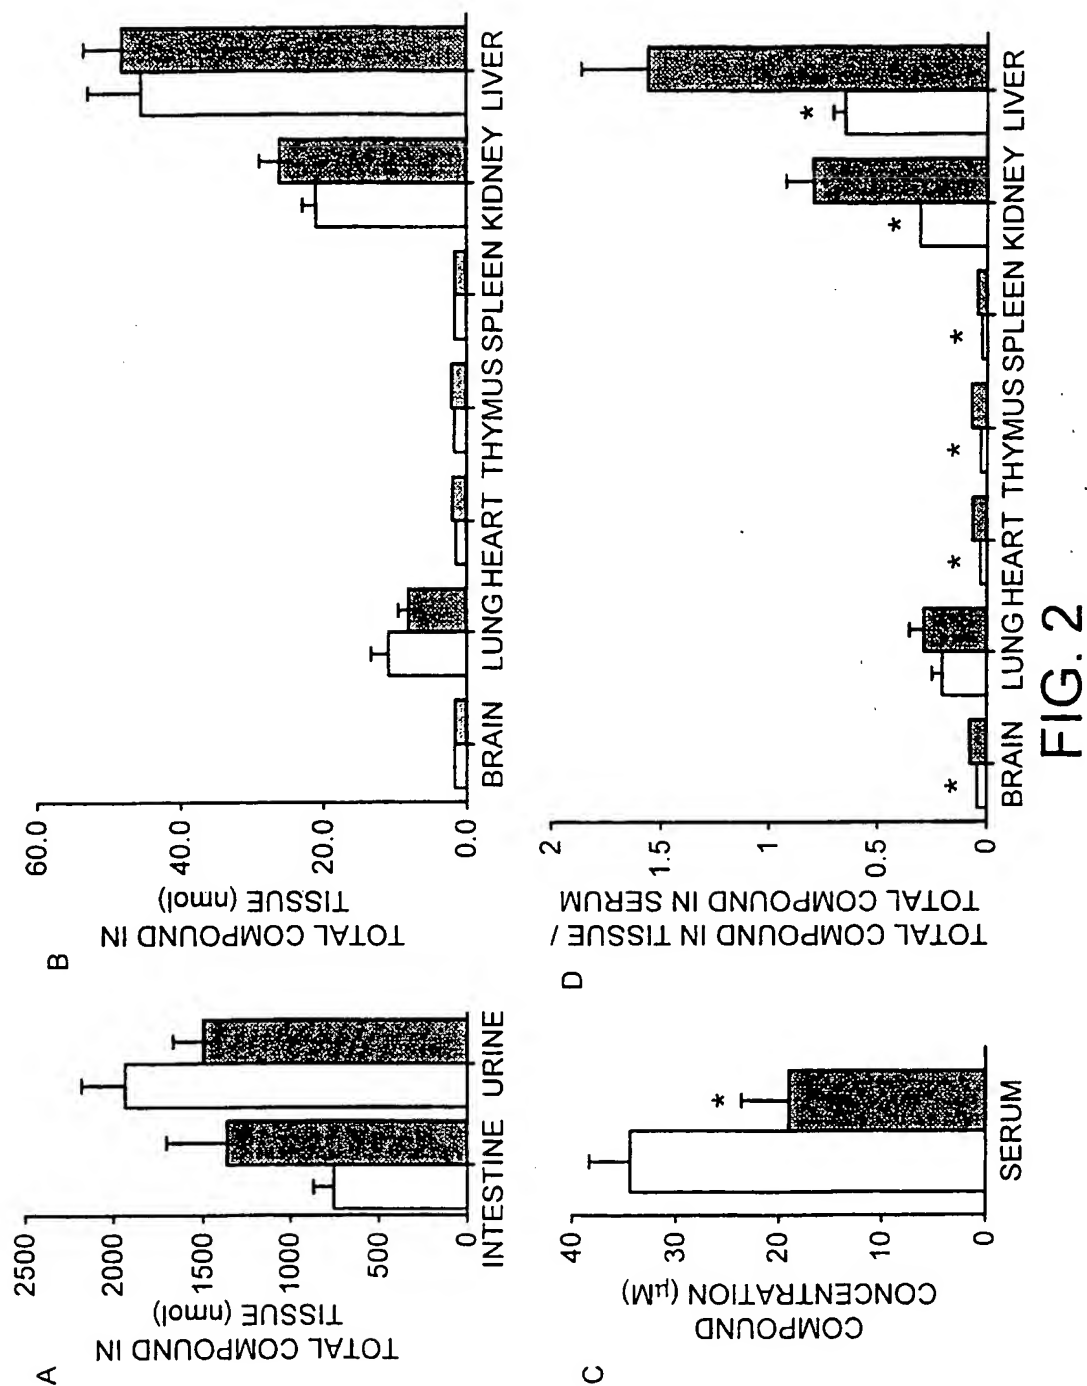 A
TOTAL COMPOUND IN
TISSUE (nmol)
2500
2000
1500
1000
500
0
INTESTINE URINE
B
TOTAL COMPOUND IN
TISSUE (nmol)
60.0
40.0
20.0
0.0
BRAIN LUNG HEART THYMUS SPLEEN KIDNEY LIVER
C
COMPOUND
CONCENTRATION (µM)
40
30
20
10
0
*
SERUM
D
TOTAL COMPOUND IN TISSUE /
TOTAL COMPOUND IN SERUM
2
1.5
1
0.5
0
* * * * * *
BRAIN LUNG HEART THYMUS SPLEEN KIDNEY LIVER
FIG. 2